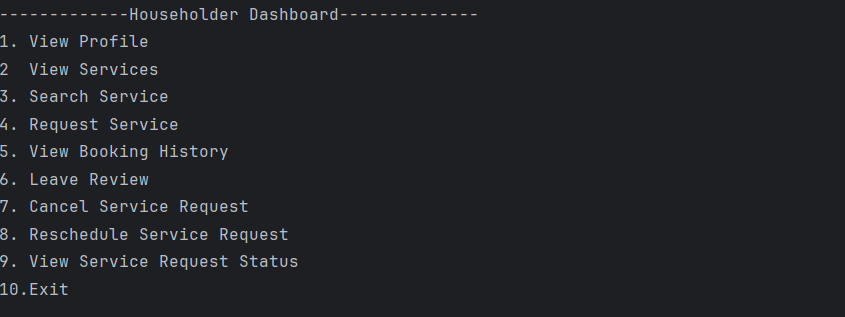 -------------Householder Dashboard--------------
1. View Profile
2  View Services
3. Search Service
4. Request Service
5. View Booking History
6. Leave Review
7. Cancel Service Request
8. Reschedule Service Request
9. View Service Request Status
10.Exit